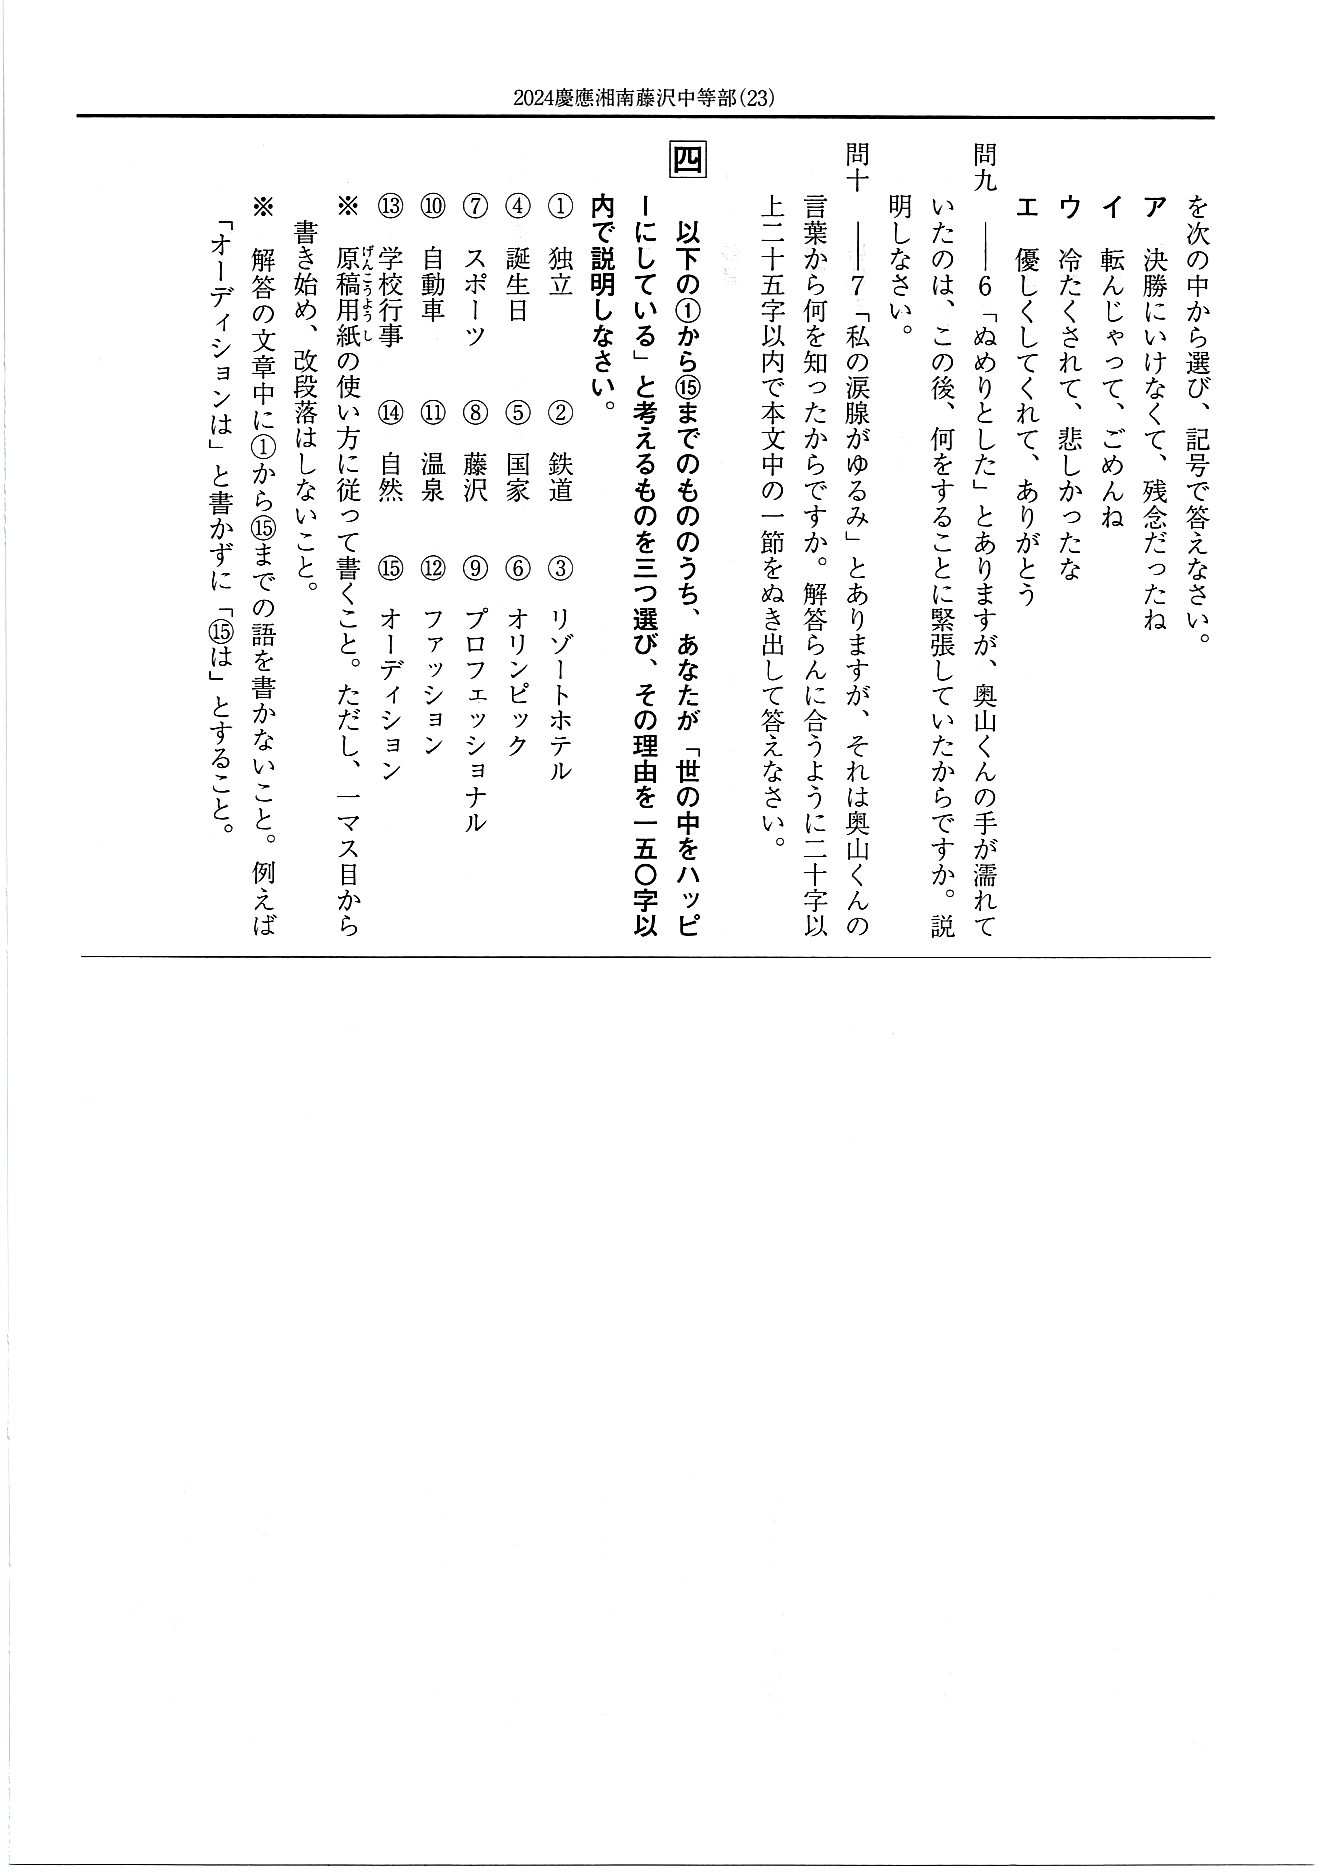 2024慶應湘南藤沢中等部(23)
を次の中から選び、記号で答えなさい。
ア　決勝にいけなくて、残念だったね
イ　転んじゃって、ごめんね
ウ　冷たくされて、悲しかったな
エ　優しくしてくれて、ありがとう
問九　――6「ぬめりとした」とありますが、奥山くんの手が濡れて
いたのは、この後、何をすることに緊張していたからですか。説
明しなさい。
問十　――7「私の涙腺がゆるみ」とありますが、それは奥山くんの
言葉から何を知ったからですか。解答らんに合うように二十字以
上二十五字以内で本文中の一節をぬき出して答えなさい。
四　以下の①から⑮までのもののうち、あなたが「世の中をハッピ
ーにしている」と考えるものを三つ選び、その理由を一五〇字以
内で説明しなさい。
①　独立　②　鉄道　③　リゾートホテル
④　誕生日　⑤　国家　⑥　オリンピック
⑦　スポーツ　⑧　藤沢　⑨　プロフェッショナル
⑩　自動車　⑪　温泉　⑫　ファッション
⑬　学校行事　⑭　自然　⑮　オーディション
※　原稿用紙の使い方に従って書くこと。ただし、一マス目から
げんこうようし
書き始め、改段落はしないこと。
※　解答の文章中に①から⑮までの語を書かないこと。例えば
「オーディションは」と書かずに「⑮は」とすること。